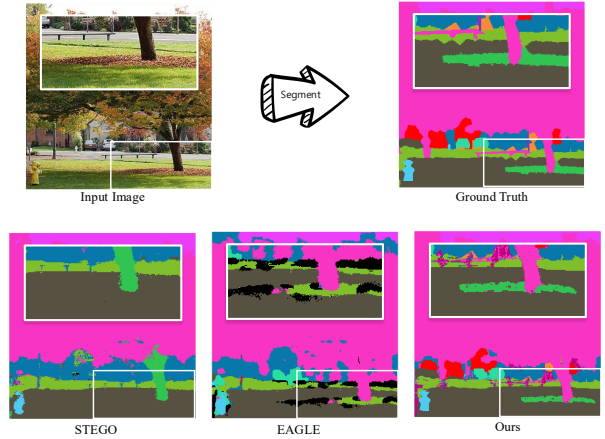 Segment
Input Image
Ground Truth
STEGO
EAGLE
Ours